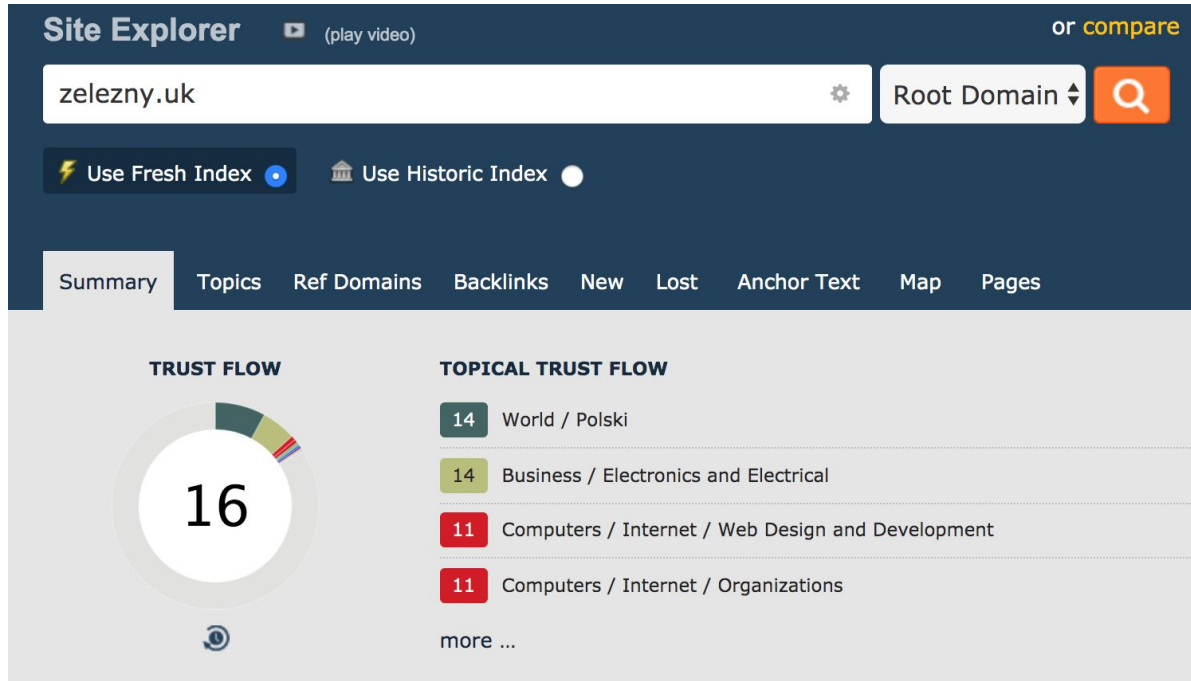 Site Explorer (play video) or compare
zelezny.uk Root Domain
Use Fresh Index Use Historic Index
Summary Topics Ref Domains Backlinks New Lost Anchor Text Map Pages
TRUST FLOW
16
TOPICAL TRUST FLOW
14 World / Polski
14 Business / Electronics and Electrical
11 Computers / Internet / Web Design and Development
11 Computers / Internet / Organizations
more ...